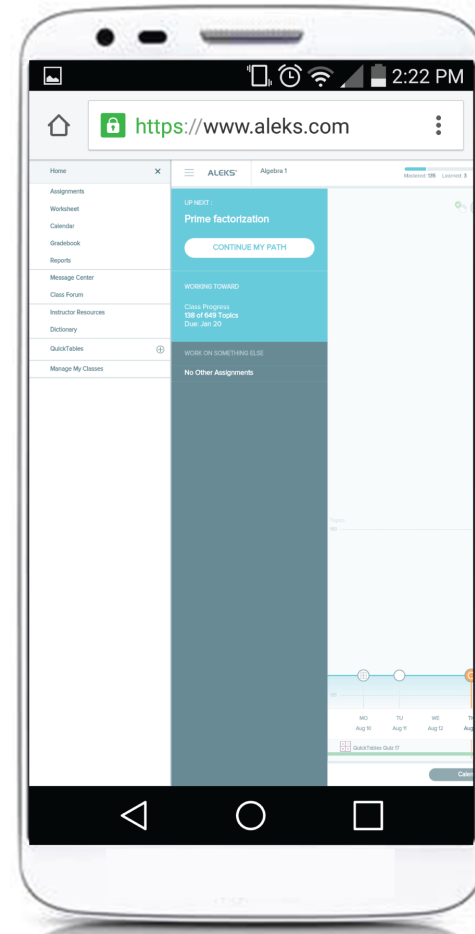 2:22 PM
https://www.aleks.com
Home
Assignments
Worksheet
Calendar
Gradebook
Reports
Message Center
Class Forum
Instructor Resources
Dictionary
QuickTables
Manage My Classes
ALEKS®
Algebra 1
Mastered: 136 Learned: 3
UP NEXT :
Prime factorization
CONTINUE MY PATH
WORKING TOWARD
Class Progress
138 of 649 Topics
Due: Jan 20
WORK ON SOMETHING ELSE
No Other Assignments
Topics
MO TU WE
Aug 10 Aug 11 Aug 12 Aug
QuickTables Quiz 17
Calen